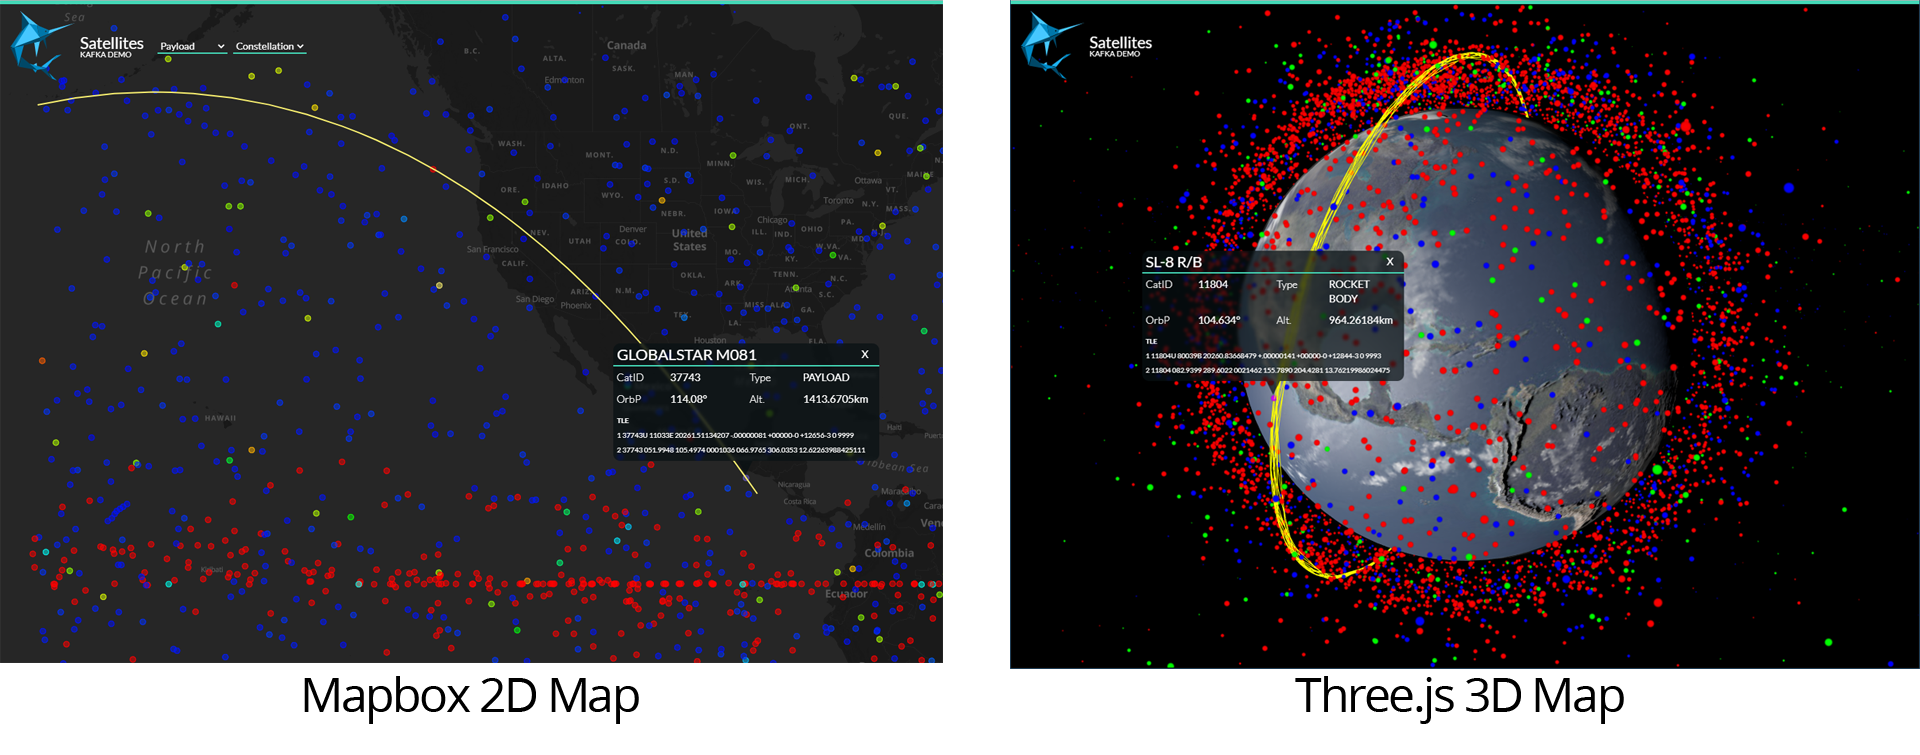 Sea
Satellites
KAFKA DEMO
Payload
Constellation
B.C.
Canada
ALTA.
SASK.
MAN.
Edmonton
ONT.
QUE.
WASH.
MONT.
N.D.
MINN.
ORE.
IDAHO
S.D.
WIS.
MICH.
Ottawa
MAINE
VT.
WYO.
Toronto
N.Y.
MASS.
NEBR.
IOWA
Chicago
PA.
NEV.
Denver
United
States
ILL.
IND.
OHIO
MD.
N.J.
San Francisco
UTAH
COLO.
W.VA.
North
Pacific
Ocean
MO.
KY.
VA.
CALIF.
OKLA.
TENN.
N.C.
ARK
ARIZ
N.M.
Atlanta
S.C.
San Diego
Phoenix
MISS.
ALA.
GA.
TEX.
LA.
Houston
FLA.
GLOBALSTAR M081
X
CatID
37743
Type
PAYLOAD
OrbP
114.08°
Alt.
1413.6705km
TLE
1 37743U 11033E 20261.51134207 -.00000081 +00000-0 +12656-3 0 9999
2 37743 051.9948 105.4974 0001036 066.9765 306.0353 12.62263988425111
HAWAII
Haiti
Puert
ribbean Sea
Nicaragua
Costa Rica
Maracaibo
Carac
Medellín
Vene
Colombia
Kiribati
Ecuador
Mapbox 2D Map
Satellites
KAFKA DEMO
SL-8 R/B
X
CatID
11804
Type
ROCKET
BODY
OrbP
104.634°
Alt.
964.26184km
TLE
1 11804U 80039B 20260.83668479 +.00000141 +00000-0 +12844-3 0 9993
2 11804 082.9399 289.6022 0021462 155.7890 204.4281 13.76219986024475
Three.js 3D Map